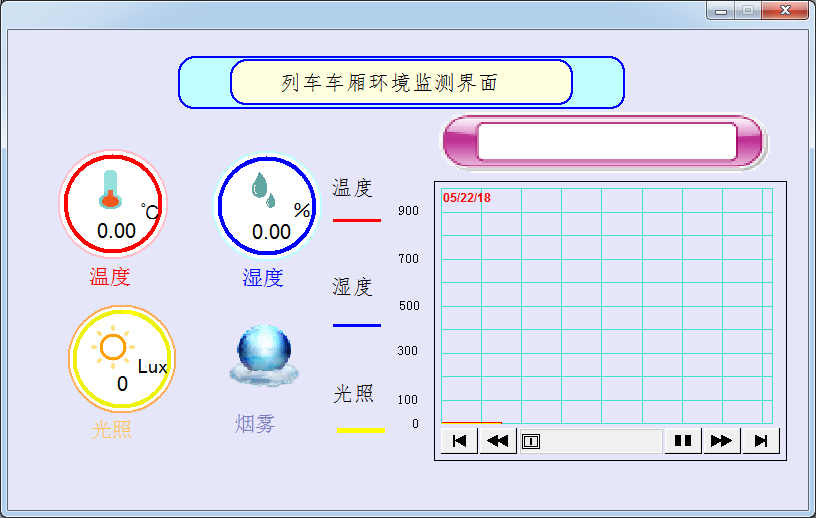 列车车厢环境监测界面
℃
0.00
温度
%
0.00
湿度
Lux
0
光照
烟雾
温度
湿度
光照
05/22/18
900
700
500
300
100
0